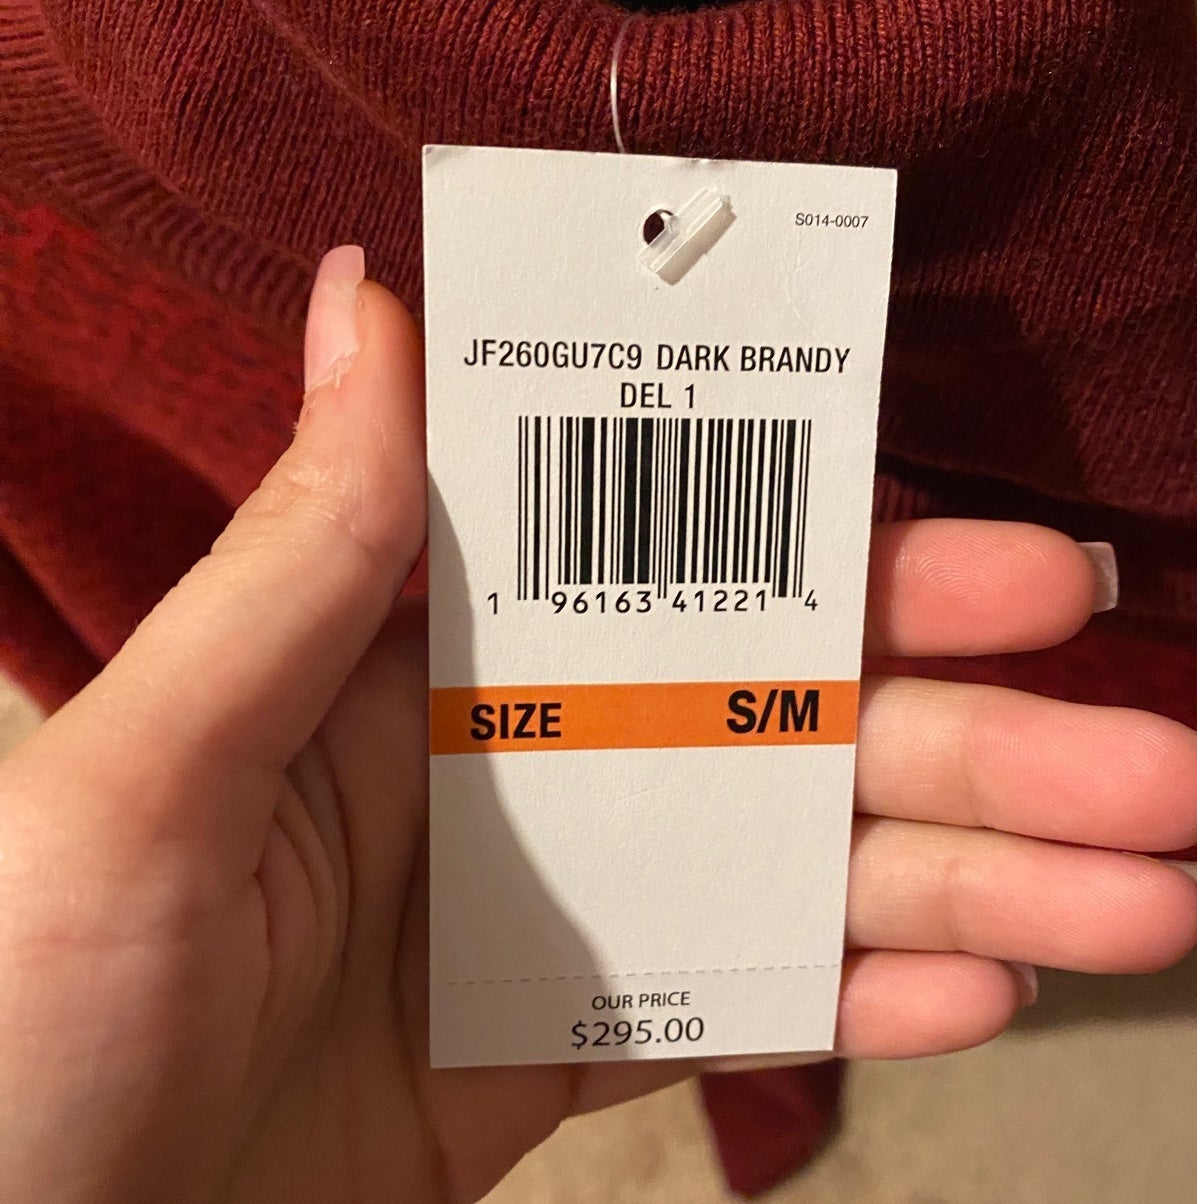 S014-0007
JF260GU7C9 DARK BRANDY
DEL 1
1 96163 41221 4
SIZE S/M
OUR PRICE
$295.00